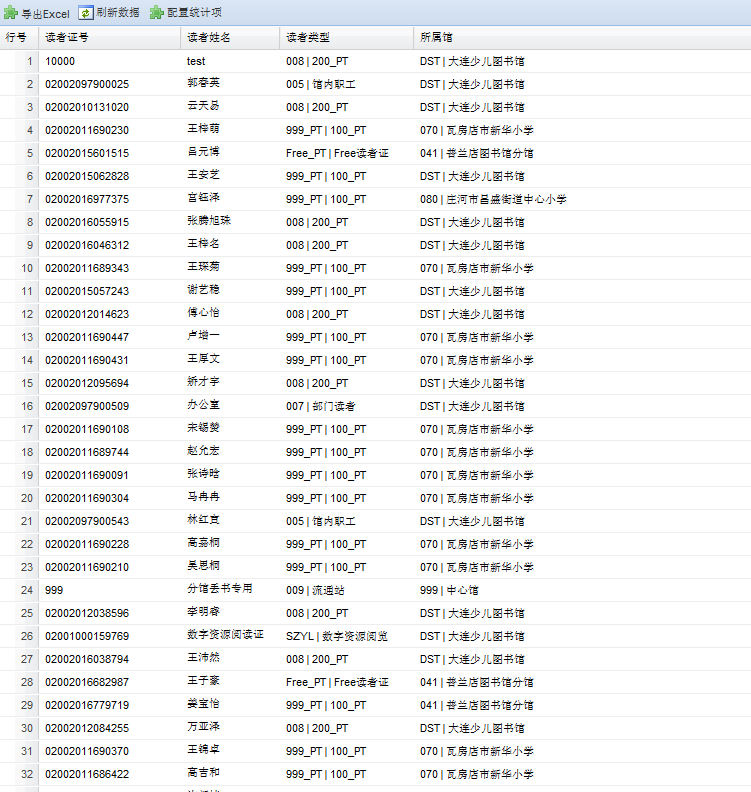 导出Excel 刷新数据 配置统计项
行号 读者证号 读者姓名 读者类型 所属馆
1 10000 test 008 | 200_PT DST | 大连少儿图书馆
2 02002097900025 郭春英 005 | 馆内职工 DST | 大连少儿图书馆
3 02002010131020 云天易 008 | 200_PT DST | 大连少儿图书馆
4 02002011690230 王梓萌 999_PT | 100_PT 070 | 瓦房店市新华小学
5 02002015601515 吕元博 Free_PT | Free读者证 041 | 普兰店图书馆分馆
6 02002015062828 王安芝 999_PT | 100_PT DST | 大连少儿图书馆
7 02002016977375 宫钰泽 999_PT | 100_PT 080 | 庄河市昌盛街道中心小学
8 02002016055915 张腾旭珠 008 | 200_PT DST | 大连少儿图书馆
9 02002016046312 王梓名 008 | 200_PT DST | 大连少儿图书馆
10 02002011689343 王琛菊 999_PT | 100_PT 070 | 瓦房店市新华小学
11 02002015057243 谢艺稳 999_PT | 100_PT DST | 大连少儿图书馆
12 02002012014623 傅心怡 008 | 200_PT DST | 大连少儿图书馆
13 02002011690447 卢增一 999_PT | 100_PT 070 | 瓦房店市新华小学
14 02002011690431 王厚文 999_PT | 100_PT 070 | 瓦房店市新华小学
15 02002012095694 矫才宇 008 | 200_PT DST | 大连少儿图书馆
16 02002097900509 办公室 007 | 部门读者 DST | 大连少儿图书馆
17 02002011690108 宋锡赞 999_PT | 100_PT 070 | 瓦房店市新华小学
18 02002011689744 赵允宏 999_PT | 100_PT 070 | 瓦房店市新华小学
19 02002011690091 张诗晗 999_PT | 100_PT 070 | 瓦房店市新华小学
20 02002011690304 马冉冉 999_PT | 100_PT 070 | 瓦房店市新华小学
21 02002097900543 林红宾 005 | 馆内职工 DST | 大连少儿图书馆
22 02002011690228 高嘉桐 999_PT | 100_PT 070 | 瓦房店市新华小学
23 02002011690210 吴思桐 999_PT | 100_PT 070 | 瓦房店市新华小学
24 999 分馆丢书专用 009 | 流通站 999 | 中心馆
25 02002012038596 李明睿 008 | 200_PT DST | 大连少儿图书馆
26 02001000159769 数字资源阅读证 SZYL | 数字资源阅览 DST | 大连少儿图书馆
27 02002016038794 王沛然 008 | 200_PT DST | 大连少儿图书馆
28 02002016682987 王子豪 Free_PT | Free读者证 041 | 普兰店图书馆分馆
29 02002016779719 姜宝怡 999_PT | 100_PT 041 | 普兰店图书馆分馆
30 02002012084255 万亚泽 008 | 200_PT DST | 大连少儿图书馆
31 02002011690370 王锦卓 999_PT | 100_PT 070 | 瓦房店市新华小学
32 02002011686422 高吉和 999_PT | 100_PT 070 | 瓦房店市新华小学